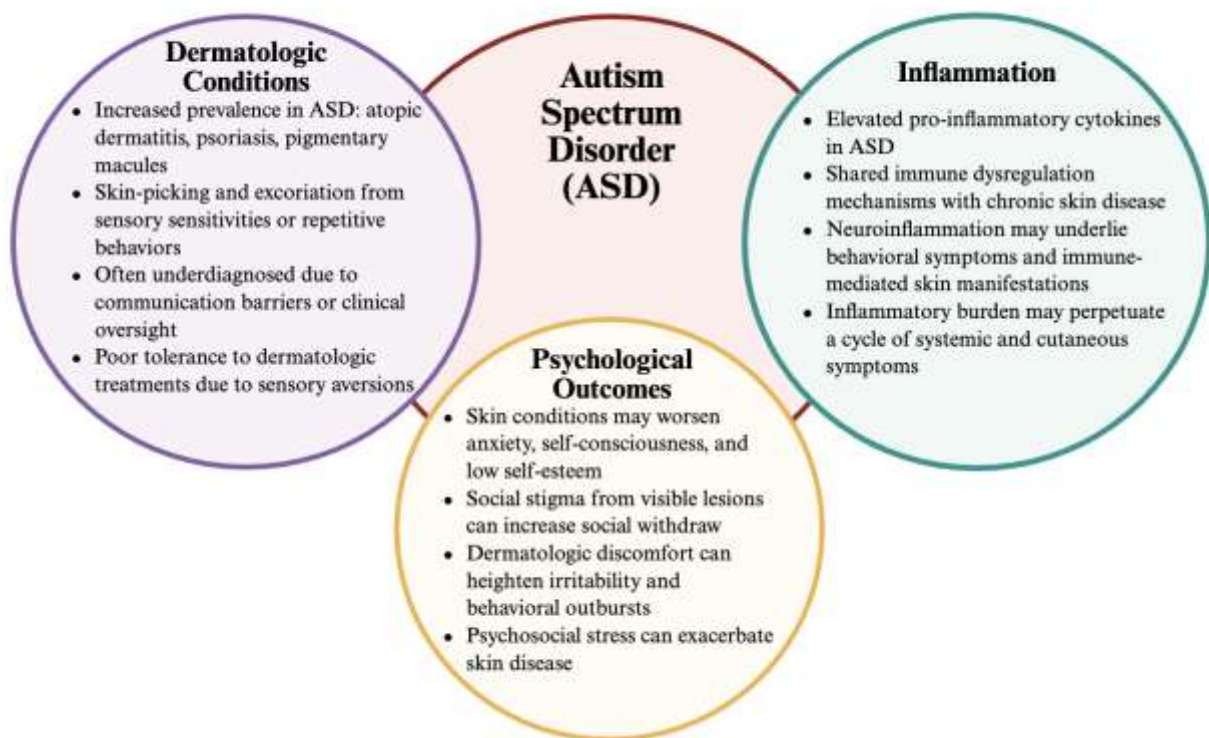 Dermatologic
Conditions
• Increased prevalence in ASD: atopic
dermatitis, psoriasis, pigmentary
macules
• Skin-picking and excoriation from
sensory sensitivities or repetitive
behaviors
• Often underdiagnosed due to
communication barriers or clinical
oversight
• Poor tolerance to dermatologic
treatments due to sensory aversions
Autism
Spectrum
Disorder
(ASD)
Inflammation
• Elevated pro-inflammatory cytokines
in ASD
• Shared immune dysregulation
mechanisms with chronic skin disease
• Neuroinflammation may underlie
behavioral symptoms and immune-
mediated skin manifestations
• Inflammatory burden may perpetuate
a cycle of systemic and cutaneous
symptoms
Psychological
Outcomes
• Skin conditions may worsen
anxiety, self-consciousness, and
low self-esteem
• Social stigma from visible lesions
can increase social withdraw
• Dermatologic discomfort can
heighten irritability and
behavioral outbursts
• Psychosocial stress can exacerbate
skin disease